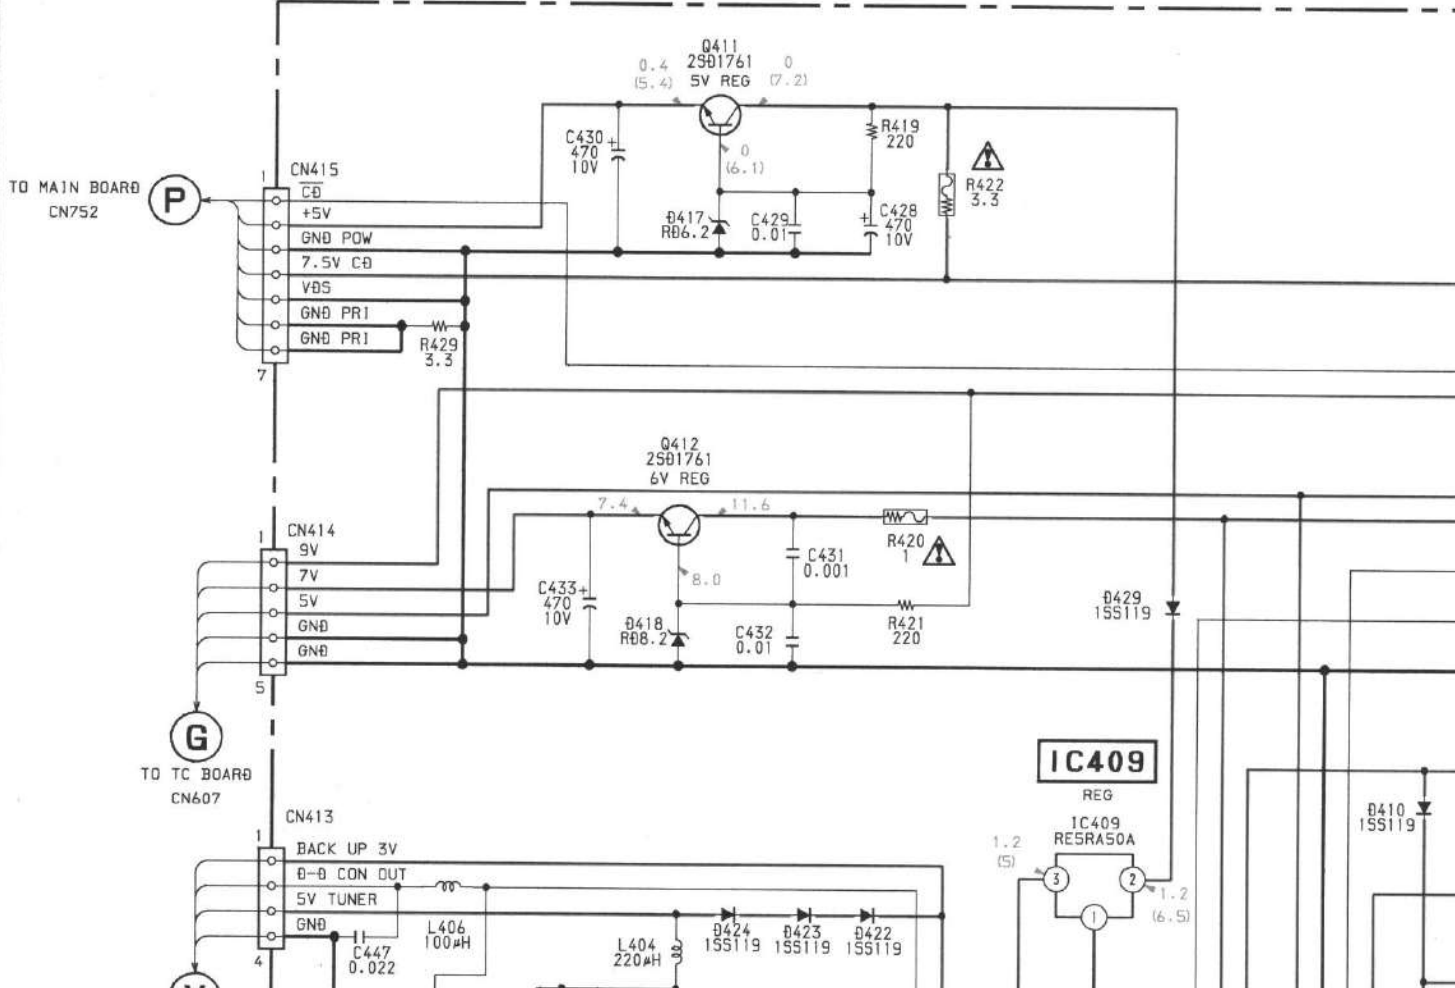 Q411
2SD1761
5V REG
0.4
(5.4)
0
(7.2)
0
(6.1)
C430
+
470
10V
R419
220
R422
3.3
D417
RD6.2
C429
0.01
+
C428
470
10V
TO MAIN BOARD
CN752
P
CN415
1
CD
+5V
GND POW
7.5V CD
VDS
GND PRI
GND PRI
7
R429
3.3
Q412
2SD1761
6V REG
7.4
11.6
8.0
R420
1
C431
0.001
C433
+
470
10V
D418
RD8.2
C432
0.01
R421
220
D429
1SS119
CN414
1
9V
7V
5V
GND
GND
5
G
TO TC BOARD
CN607
IC409
REG
IC409
RE5RA50A
1.2
(5)
3
2
1
1.2
(6.5)
D410
1SS119
CN413
1
BACK UP 3V
D-D CON OUT
5V TUNER
GND
4
C447
0.022
L406
100μH
L404
220μH
D424
1SS119
D423
1SS119
D422
1SS119